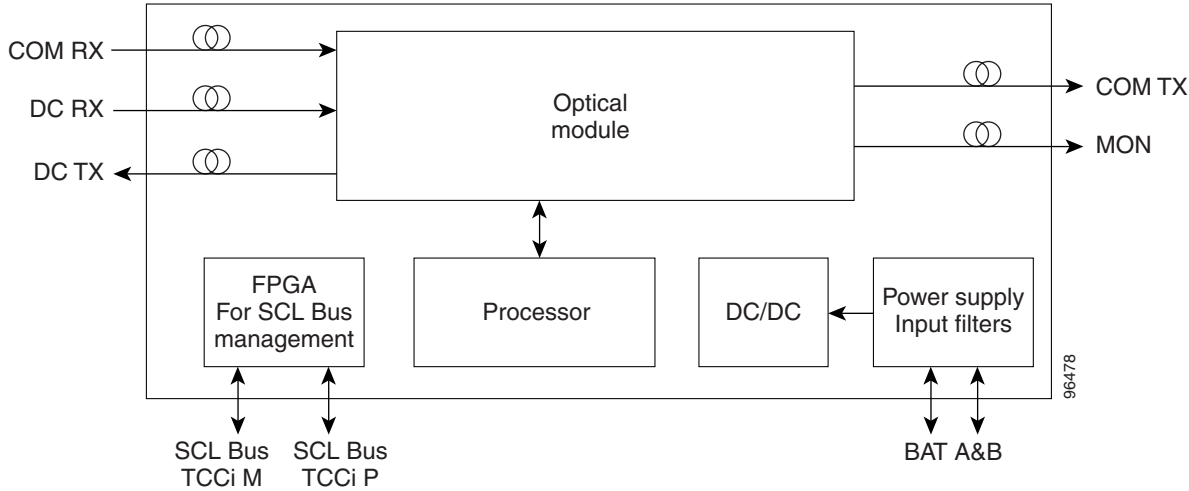 COM RX
DC RX
DC TX
Optical
module
COM TX
MON
FPGA
For SCL Bus
management
Processor
DC/DC
Power supply
Input filters
96478
SCL Bus
TCCi M
SCL Bus
TCCi P
BAT A&B